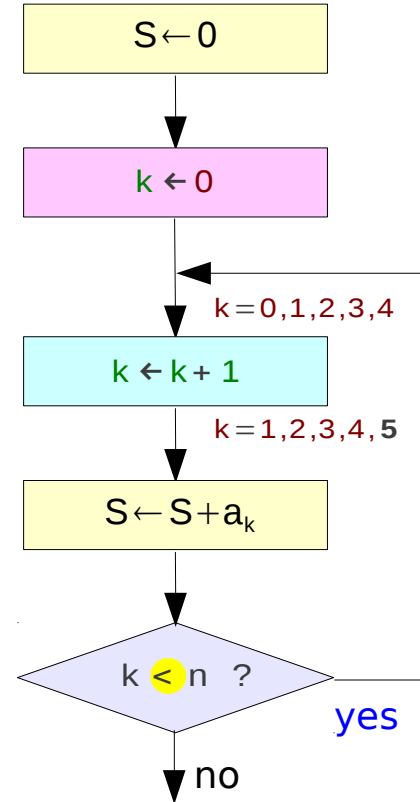 S←0
k ← 0
k=0,1,2,3,4
k ← k + 1
k=1,2,3,4,5
S←S+aₖ
k < n ?
yes
no